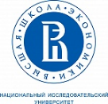 ВЫСШАЯ ШКОЛА ЭКОНОМИКИ
НАЦИОНАЛЬНЫЙ ИССЛЕДОВАТЕЛЬСКИЙ
УНИВЕРСИТЕТ